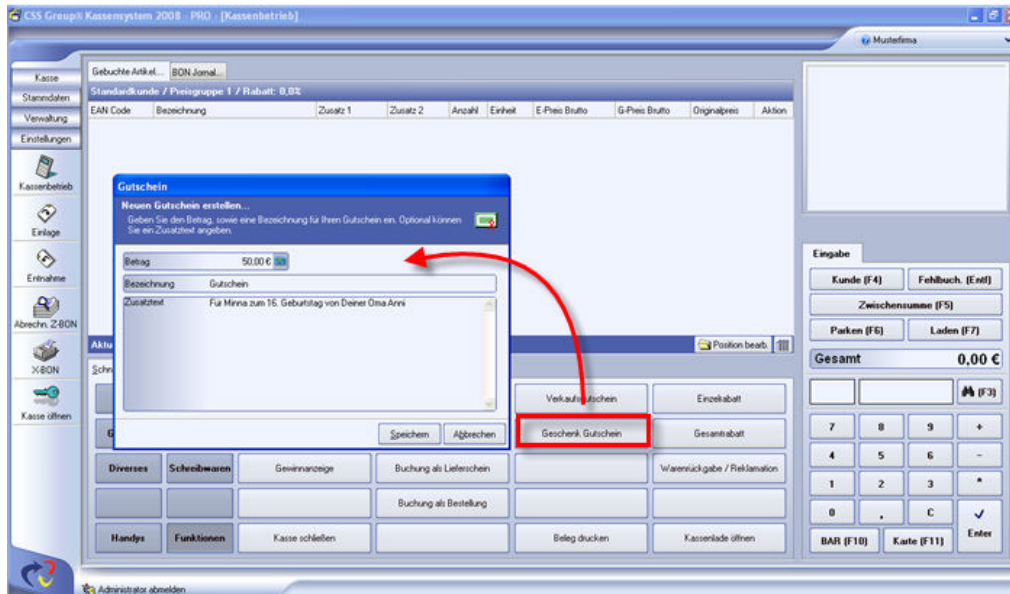 CSS Group® Kassensystem 2008 - PRO - [Kassenbetrieb]
Musterfirma
Kasse
Stammdaten
Verwaltung
Einstellungen
Kassenbetrieb
Einlage
Entnahme
Abrechn. Z-BON
X-BON
Kasse öffnen
Gebuchte Artikel... BON Jornal...
Standardkunde / Preisgruppe 1 / Rabatt: 0,0%
EAN Code Bezeichnung Zusatz 1 Zusatz 2 Anzahl Einheit E-Preis Brutto G-Preis Brutto Originalpreis Aktion
Gutschein
Neuen Gutschein erstellen...
Geben Sie den Betrag, sowie eine Bezeichnung für Ihren Gutschein ein. Optional können
Sie ein Zusatztext angeben.
Betrag 50,00 €
Bezeichnung Gutschein
Zusatztext Für Minna zum 16. Geburtstag von Deiner Oma Anni
Speichern Abbrechen
Position bearb.
Verkaufsgutschein Einzelrabatt
Geschenk Gutschein Gesamtrabatt
Diverses Schreibwaren Gewinnanzeige Buchung als Lieferschein Warenrückgabe / Reklamation
Buchung als Bestellung
Handys Funktionen Kasse schließen Beleg drucken Kassenlade öffnen
Eingabe
Kunde (F4) Fehlbuch. (Entf)
Zwischensumme (F5)
Parken (F6) Laden (F7)
Gesamt 0,00 €
(F3)
7 8 9 +
4 5 6 -
1 2 3 *
0 . C Enter
BAR (F10) Karte (F11)
Administrator abmelden